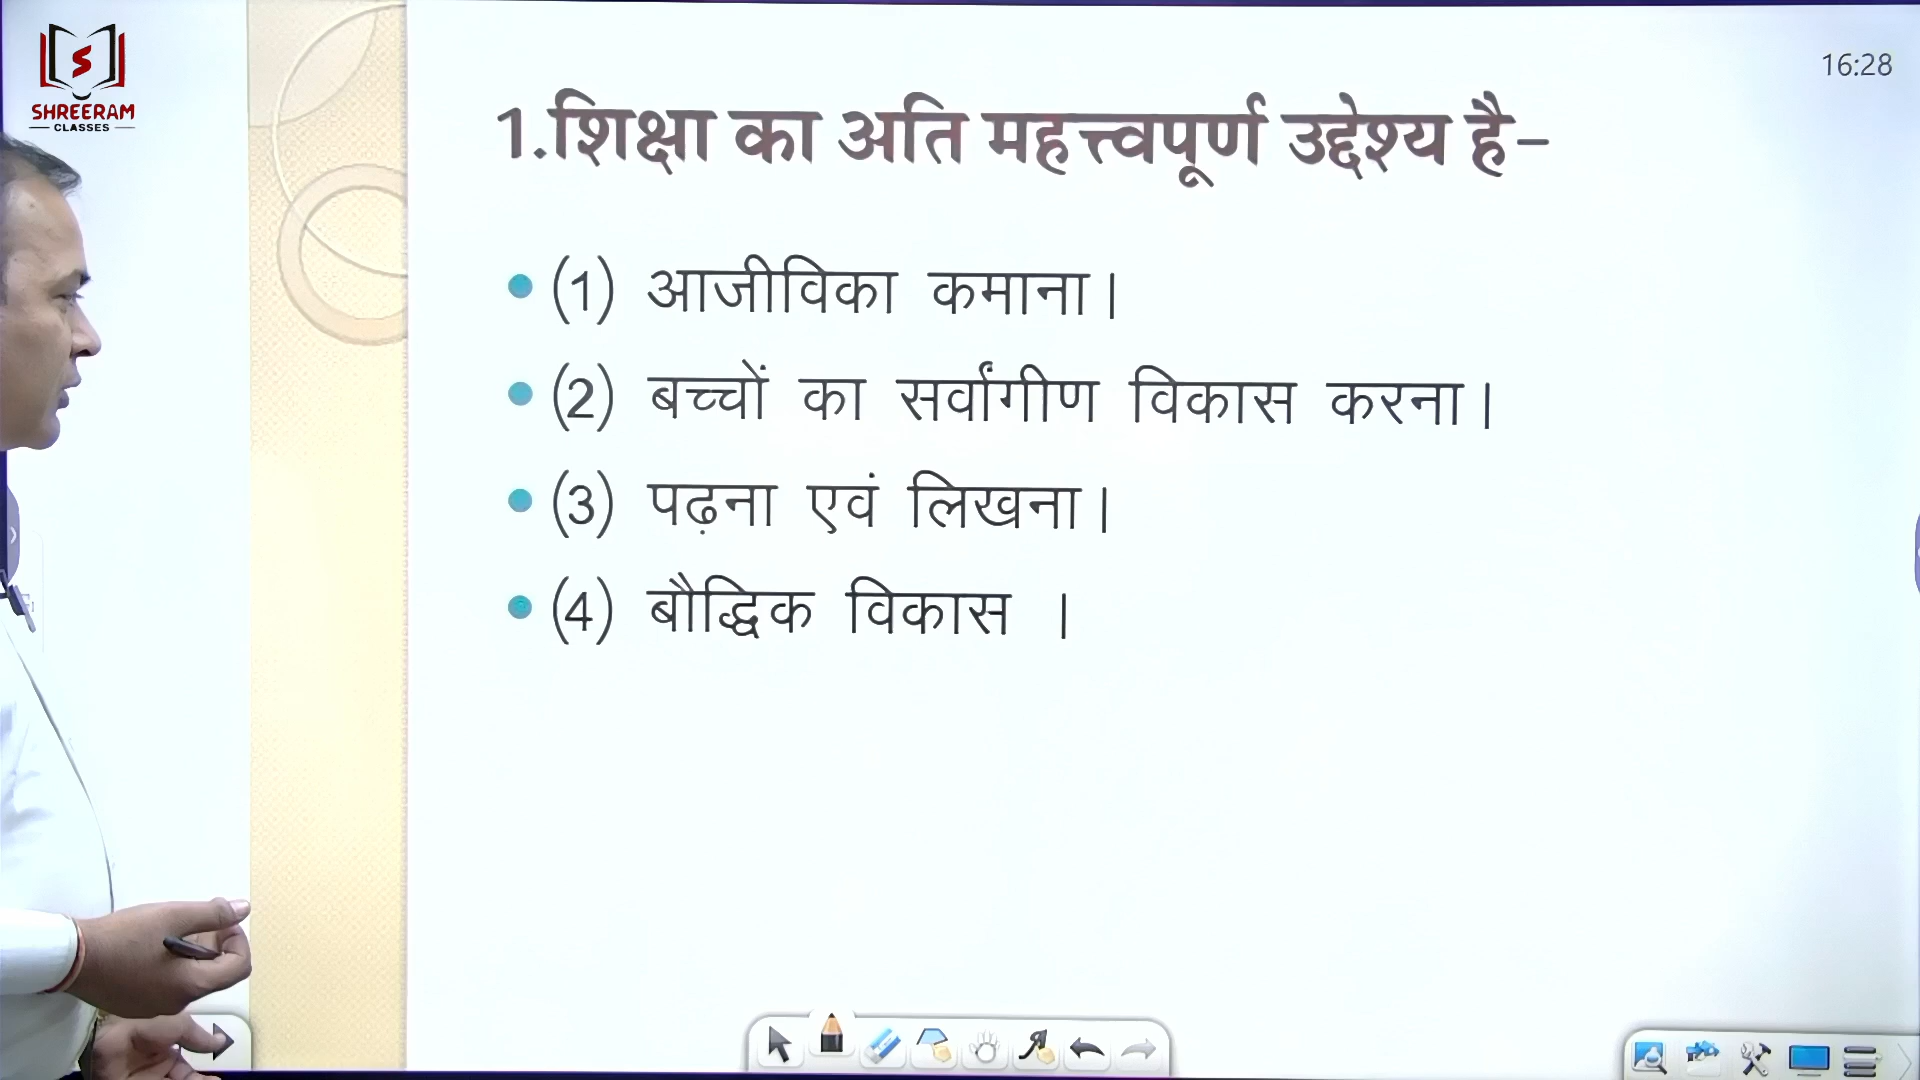 SHREERAM
CLASSES
16:28
1.शिक्षा का अति महत्त्वपूर्ण उद्देश्य है-
(1) आजीविका कमाना।
(2) बच्चों का सर्वांगीण विकास करना।
(3) पढ़ना एवं लिखना।
(4) बौद्धिक विकास ।